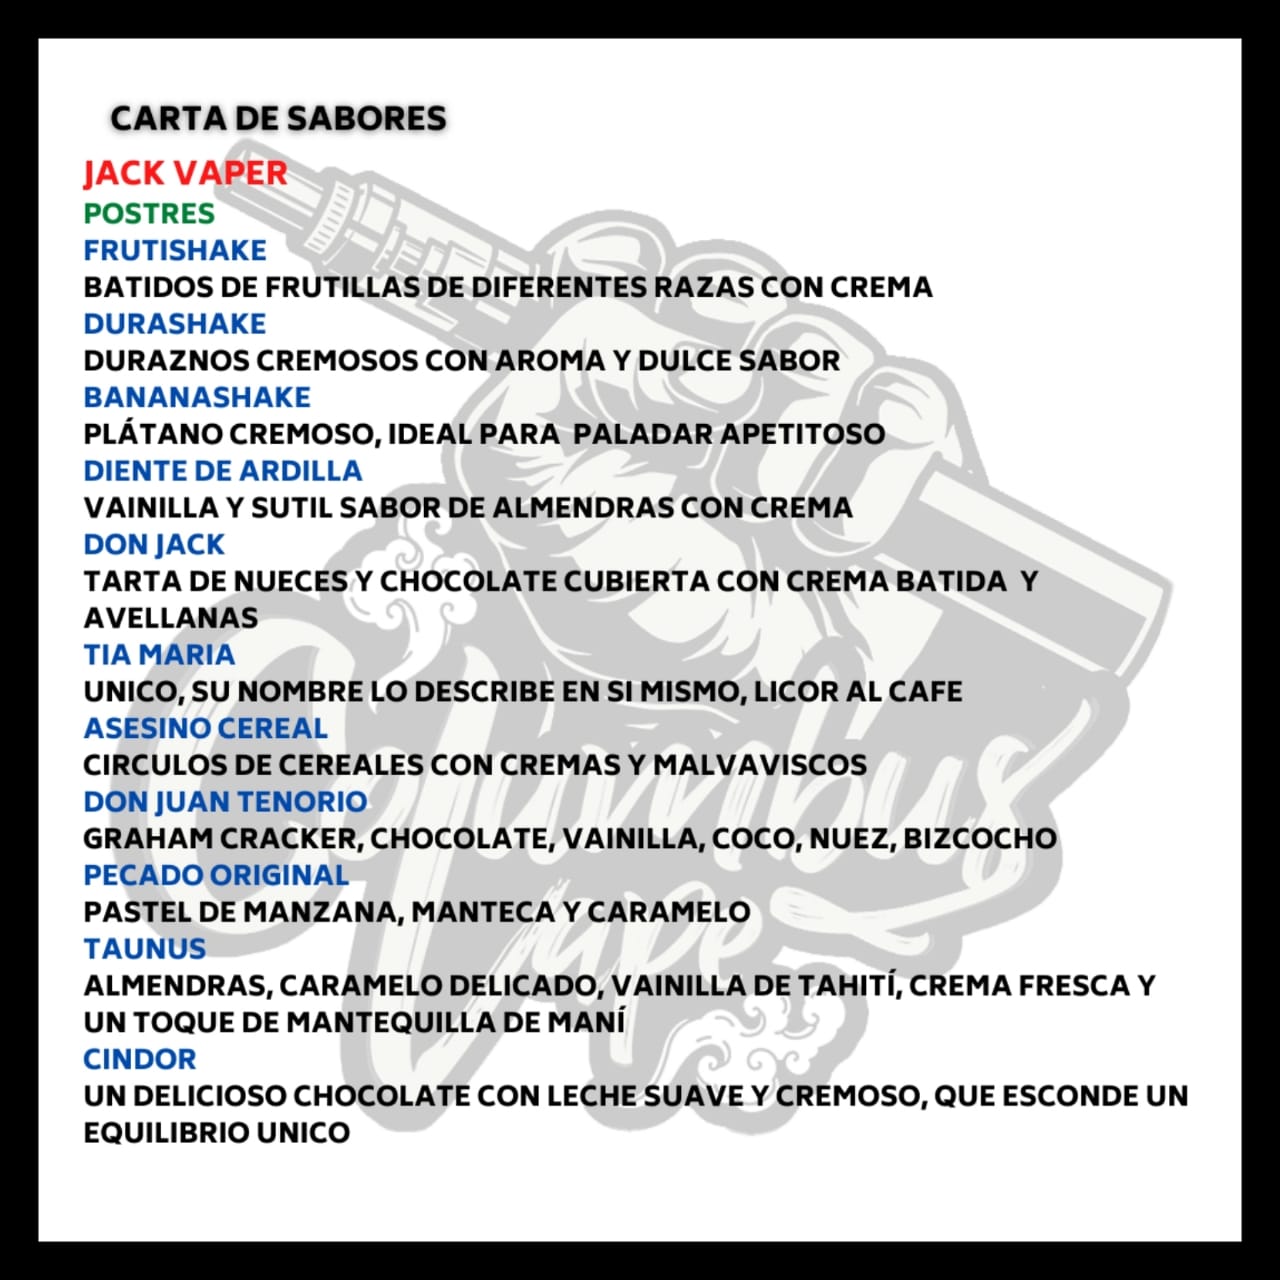 CARTA DE SABORES
JACK VAPER
POSTRES
FRUTISHAKE
BATIDOS DE FRUTILLAS DE DIFERENTES RAZAS CON CREMA
DURASHAKE
DURAZNOS CREMOSOS CON AROMA Y DULCE SABOR
BANANASHAKE
PLÁTANO CREMOSO, IDEAL PARA PALADAR APETITOSO
DIENTE DE ARDILLA
VAINILLA Y SUTIL SABOR DE ALMENDRAS CON CREMA
DON JACK
TARTA DE NUECES Y CHOCOLATE CUBIERTA CON CREMA BATIDA Y
AVELLANAS
TIA MARIA
UNICO, SU NOMBRE LO DESCRIBE EN SI MISMO, LICOR AL CAFE
ASESINO CEREAL
CIRCULOS DE CEREALES CON CREMAS Y MALVAVISCOS
DON JUAN TENORIO
GRAHAM CRACKER, CHOCOLATE, VAINILLA, COCO, NUEZ, BIZCOCHO
PECADO ORIGINAL
PASTEL DE MANZANA, MANTECA Y CARAMELO
TAUNUS
ALMENDRAS, CARAMELO DELICADO, VAINILLA DE TAHITÍ, CREMA FRESCA Y
UN TOQUE DE MANTEQUILLA DE MANÍ
CINDOR
UN DELICIOSO CHOCOLATE CON LECHE SUAVE Y CREMOSO, QUE ESCONDE UN
EQUILIBRIO UNICO
Columbus
Vape